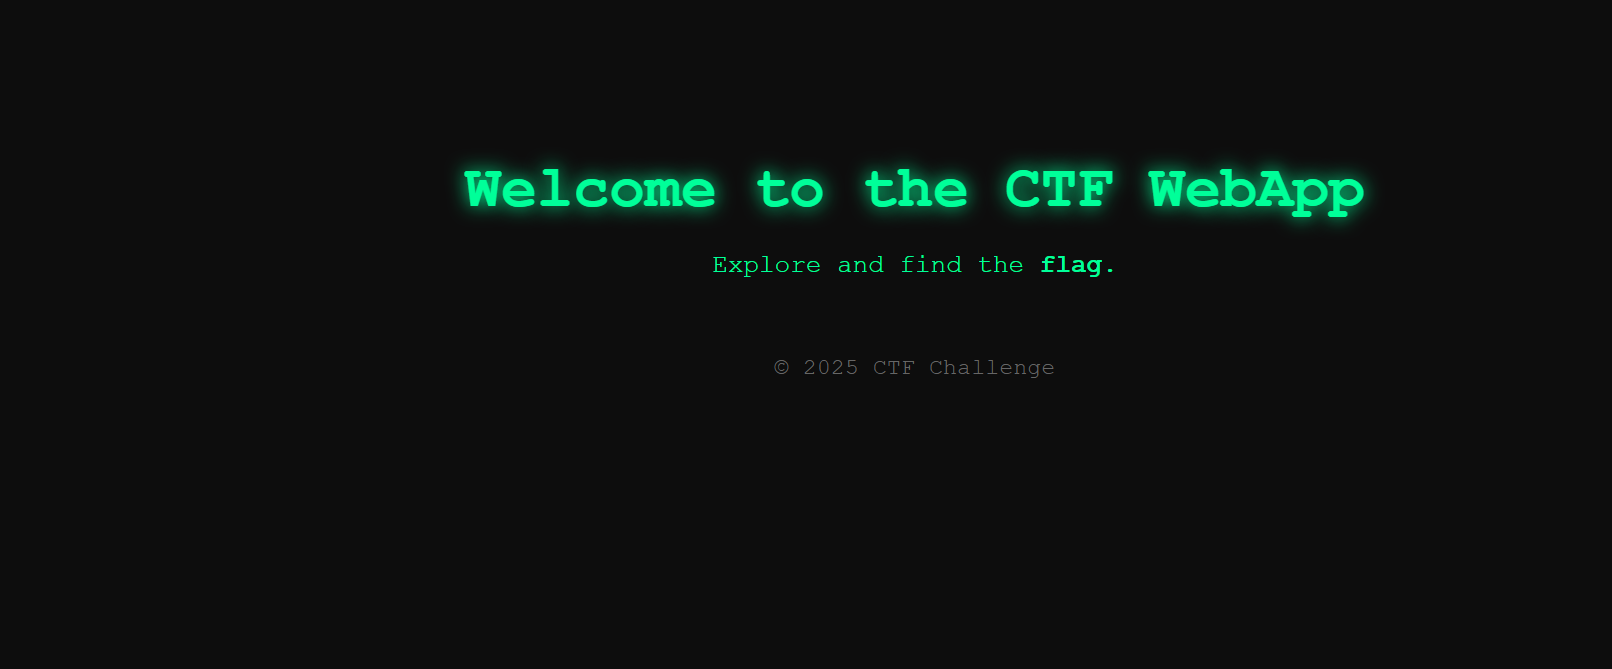 Welcome to the CTF WebApp
Explore and find the flag.
© 2025 CTF Challenge